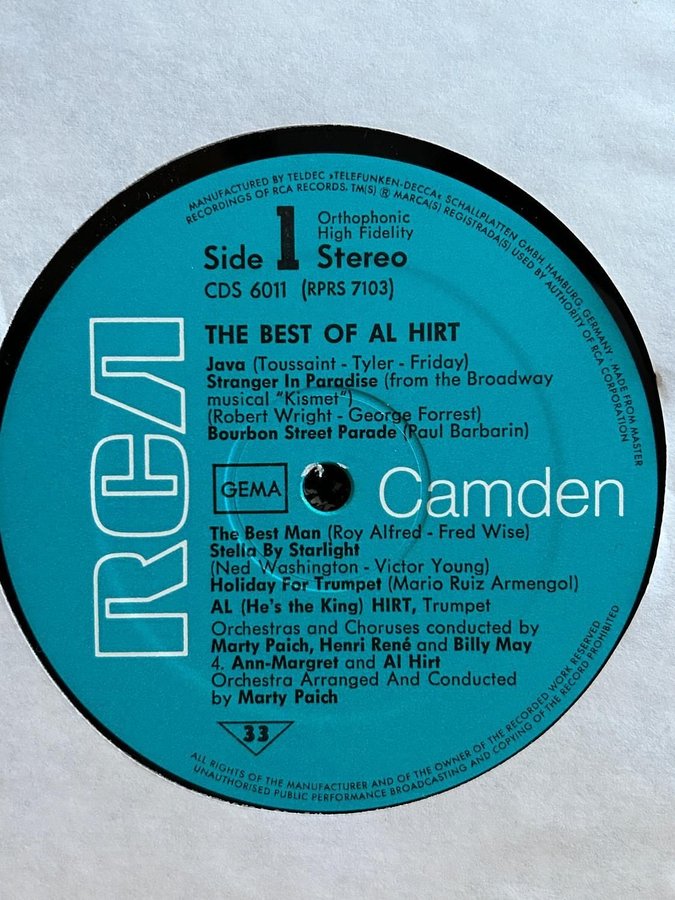 MANUFACTURED BY TELDEC »TELEFUNKEN-DECCA« SCHALLPLATTEN GMBH, HAMBURG, GERMANY · MADE FROM MASTER
RECORDINGS OF RCA RECORDS. TM(S) ® MARCA(S) REGISTRADA(S) USED BY AUTHORITY OF RCA CORPORATION
Side 1 Orthophonic
High Fidelity
Stereo
CDS 6011 (RPRS 7103)
THE BEST OF AL HIRT
Java (Toussaint - Tyler - Friday)
Stranger In Paradise (from the Broadway
musical "Kismet")
(Robert Wright - George Forrest)
Bourbon Street Parade (Paul Barbarin)
RCA
GEMA
Camden
The Best Man (Roy Alfred - Fred Wise)
Stella By Starlight
(Ned Washington - Victor Young)
Holiday For Trumpet (Mario Ruiz Armengol)
AL (He's the King) HIRT, Trumpet
Orchestras and Choruses conducted by
Marty Paich, Henri René and Billy May
4. Ann-Margret and Al Hirt
Orchestra Arranged And Conducted
by Marty Paich
33
ALL RIGHTS OF THE MANUFACTURER AND OF THE OWNER OF THE RECORDED WORK RESERVED
UNAUTHORISED PUBLIC PERFORMANCE BROADCASTING AND COPYING OF THE RECORD PROHIBITED